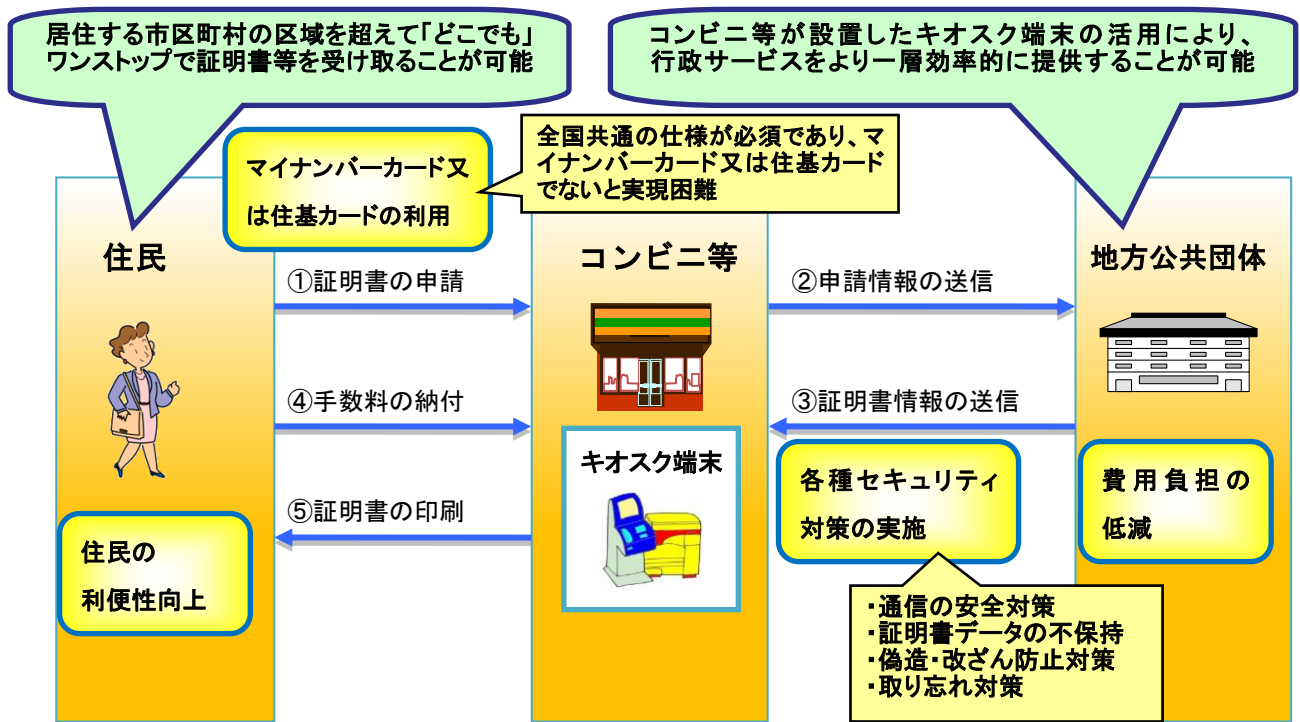 居住する市区町村の区域を超えて「どこでも」
ワンストップで証明書等を受け取ることが可能
コンビニ等が設置したキオスク端末の活用により、
行政サービスをより一層効率的に提供することが可能
マイナンバーカード又
は住基カードの利用
全国共通の仕様が必須であり、マ
イナンバーカード又は住基カード
でないと実現困難
住民
コンビニ等
地方公共団体
①証明書の申請
②申請情報の送信
④手数料の納付
③証明書情報の送信
キオスク端末
⑤証明書の印刷
各種セキュリティ
対策の実施
費用負担の
低減
住民の
利便性向上
・通信の安全対策
・証明書データの不保持
・偽造・改ざん防止対策
・取り忘れ対策